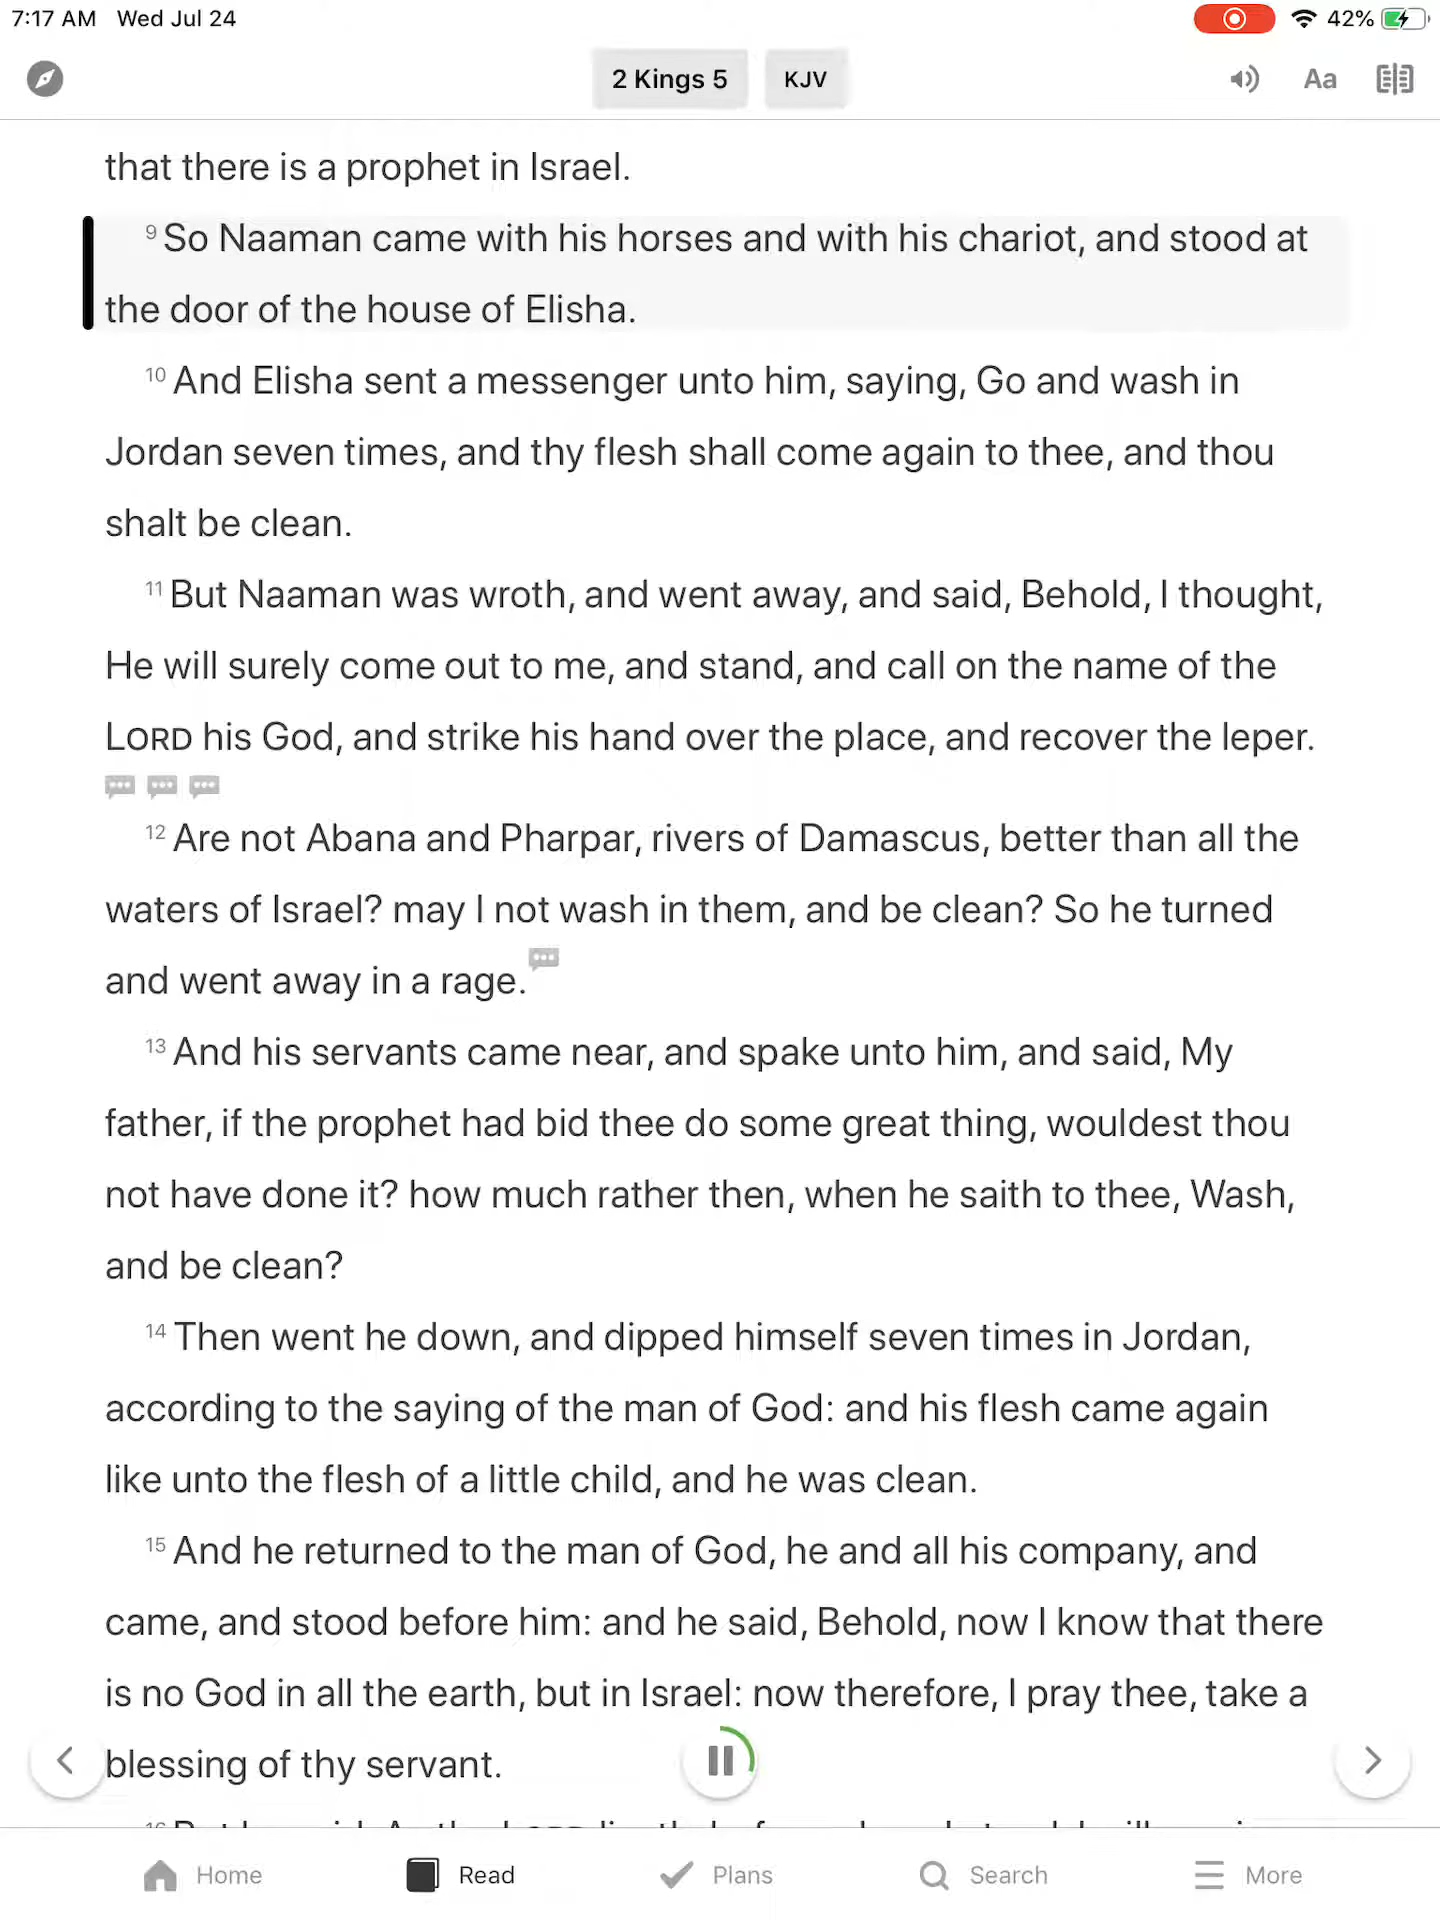 7:17 AM Wed Jul 24 42%
2 Kings 5 KJV Aa
that there is a prophet in Israel.
9 So Naaman came with his horses and with his chariot, and stood at
the door of the house of Elisha.
10 And Elisha sent a messenger unto him, saying, Go and wash in
Jordan seven times, and thy flesh shall come again to thee, and thou
shalt be clean.
11 But Naaman was wroth, and went away, and said, Behold, I thought,
He will surely come out to me, and stand, and call on the name of the
LORD his God, and strike his hand over the place, and recover the leper.
12 Are not Abana and Pharpar, rivers of Damascus, better than all the
waters of Israel? may I not wash in them, and be clean? So he turned
and went away in a rage.
13 And his servants came near, and spake unto him, and said, My
father, if the prophet had bid thee do some great thing, wouldest thou
not have done it? how much rather then, when he saith to thee, Wash,
and be clean?
14 Then went he down, and dipped himself seven times in Jordan,
according to the saying of the man of God: and his flesh came again
like unto the flesh of a little child, and he was clean.
15 And he returned to the man of God, he and all his company, and
came, and stood before him: and he said, Behold, now I know that there
is no God in all the earth, but in Israel: now therefore, I pray thee, take a
blessing of thy servant.
Home Read Plans Search More